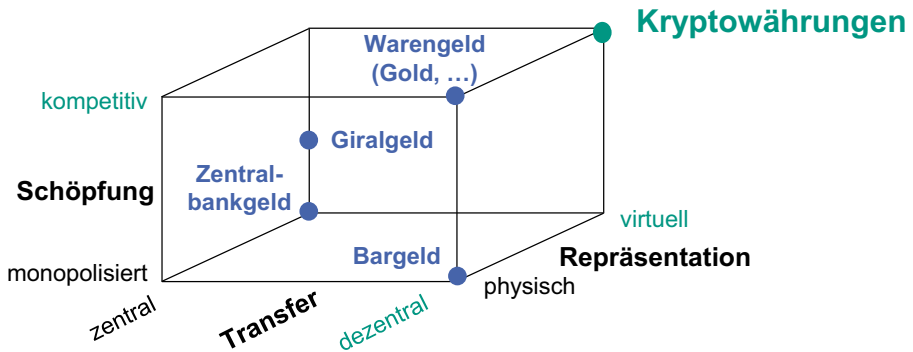 Kryptowährungen
Warengeld
(Gold, …)
kompetitiv
Giralgeld
Zentral-
bankgeld
Schöpfung
virtuell
Bargeld
Repräsentation
monopolisiert
physisch
zentral
Transfer
dezentral